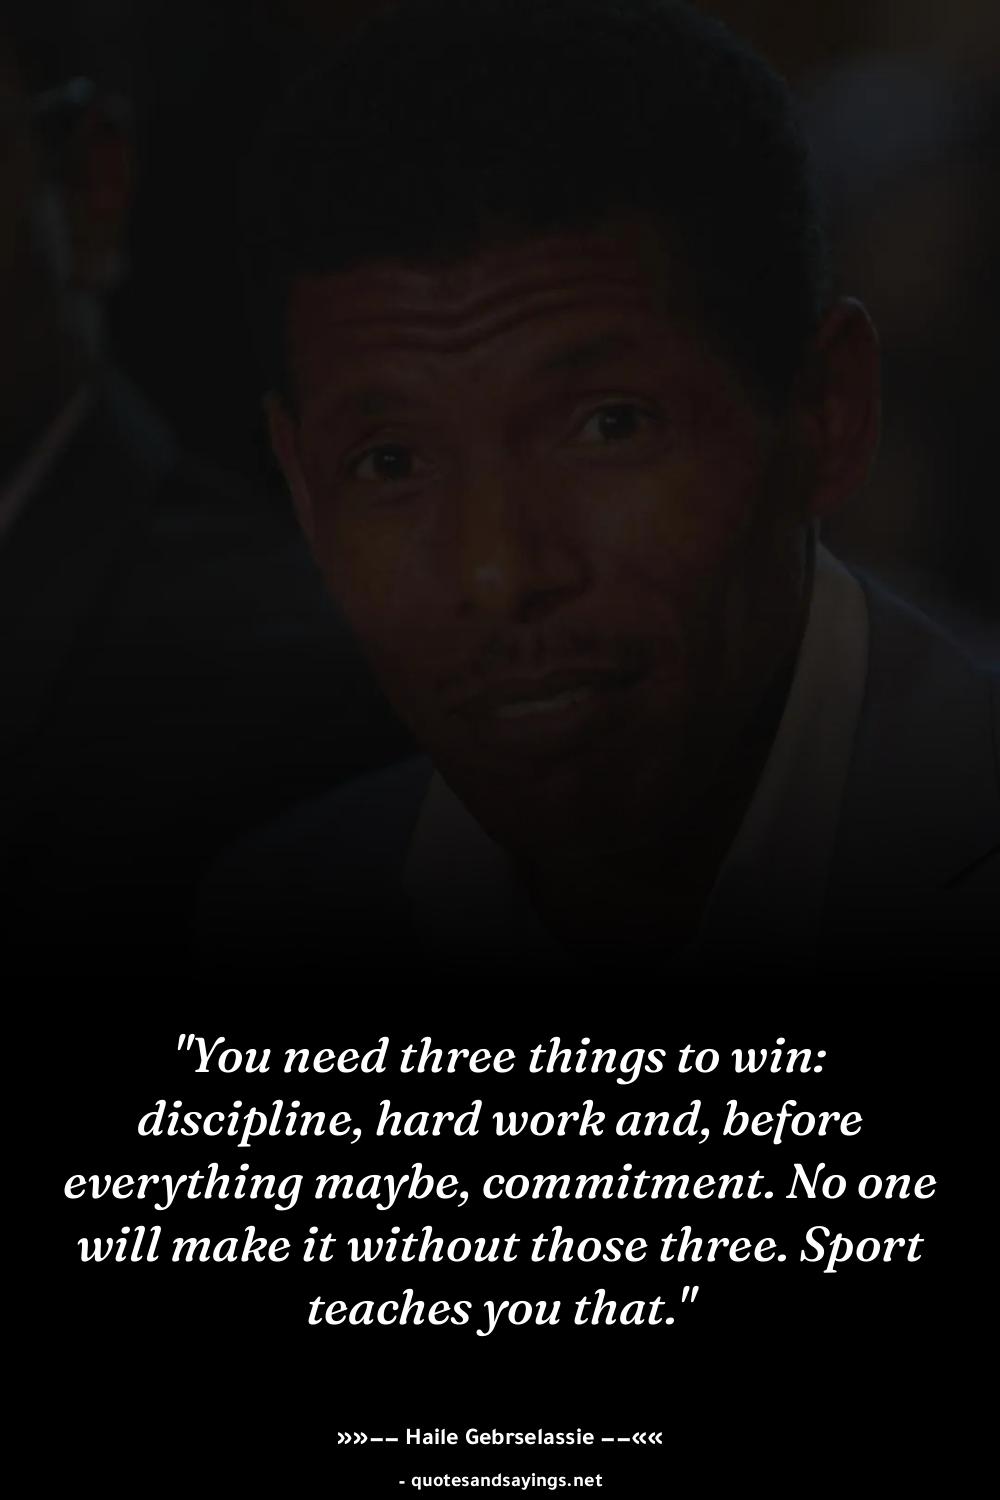 "You need three things to win:
discipline, hard work and, before
everything maybe, commitment. No one
will make it without those three. Sport
teaches you that."
»»–– Haile Gebrselassie ––««
- quotesandsayings.net